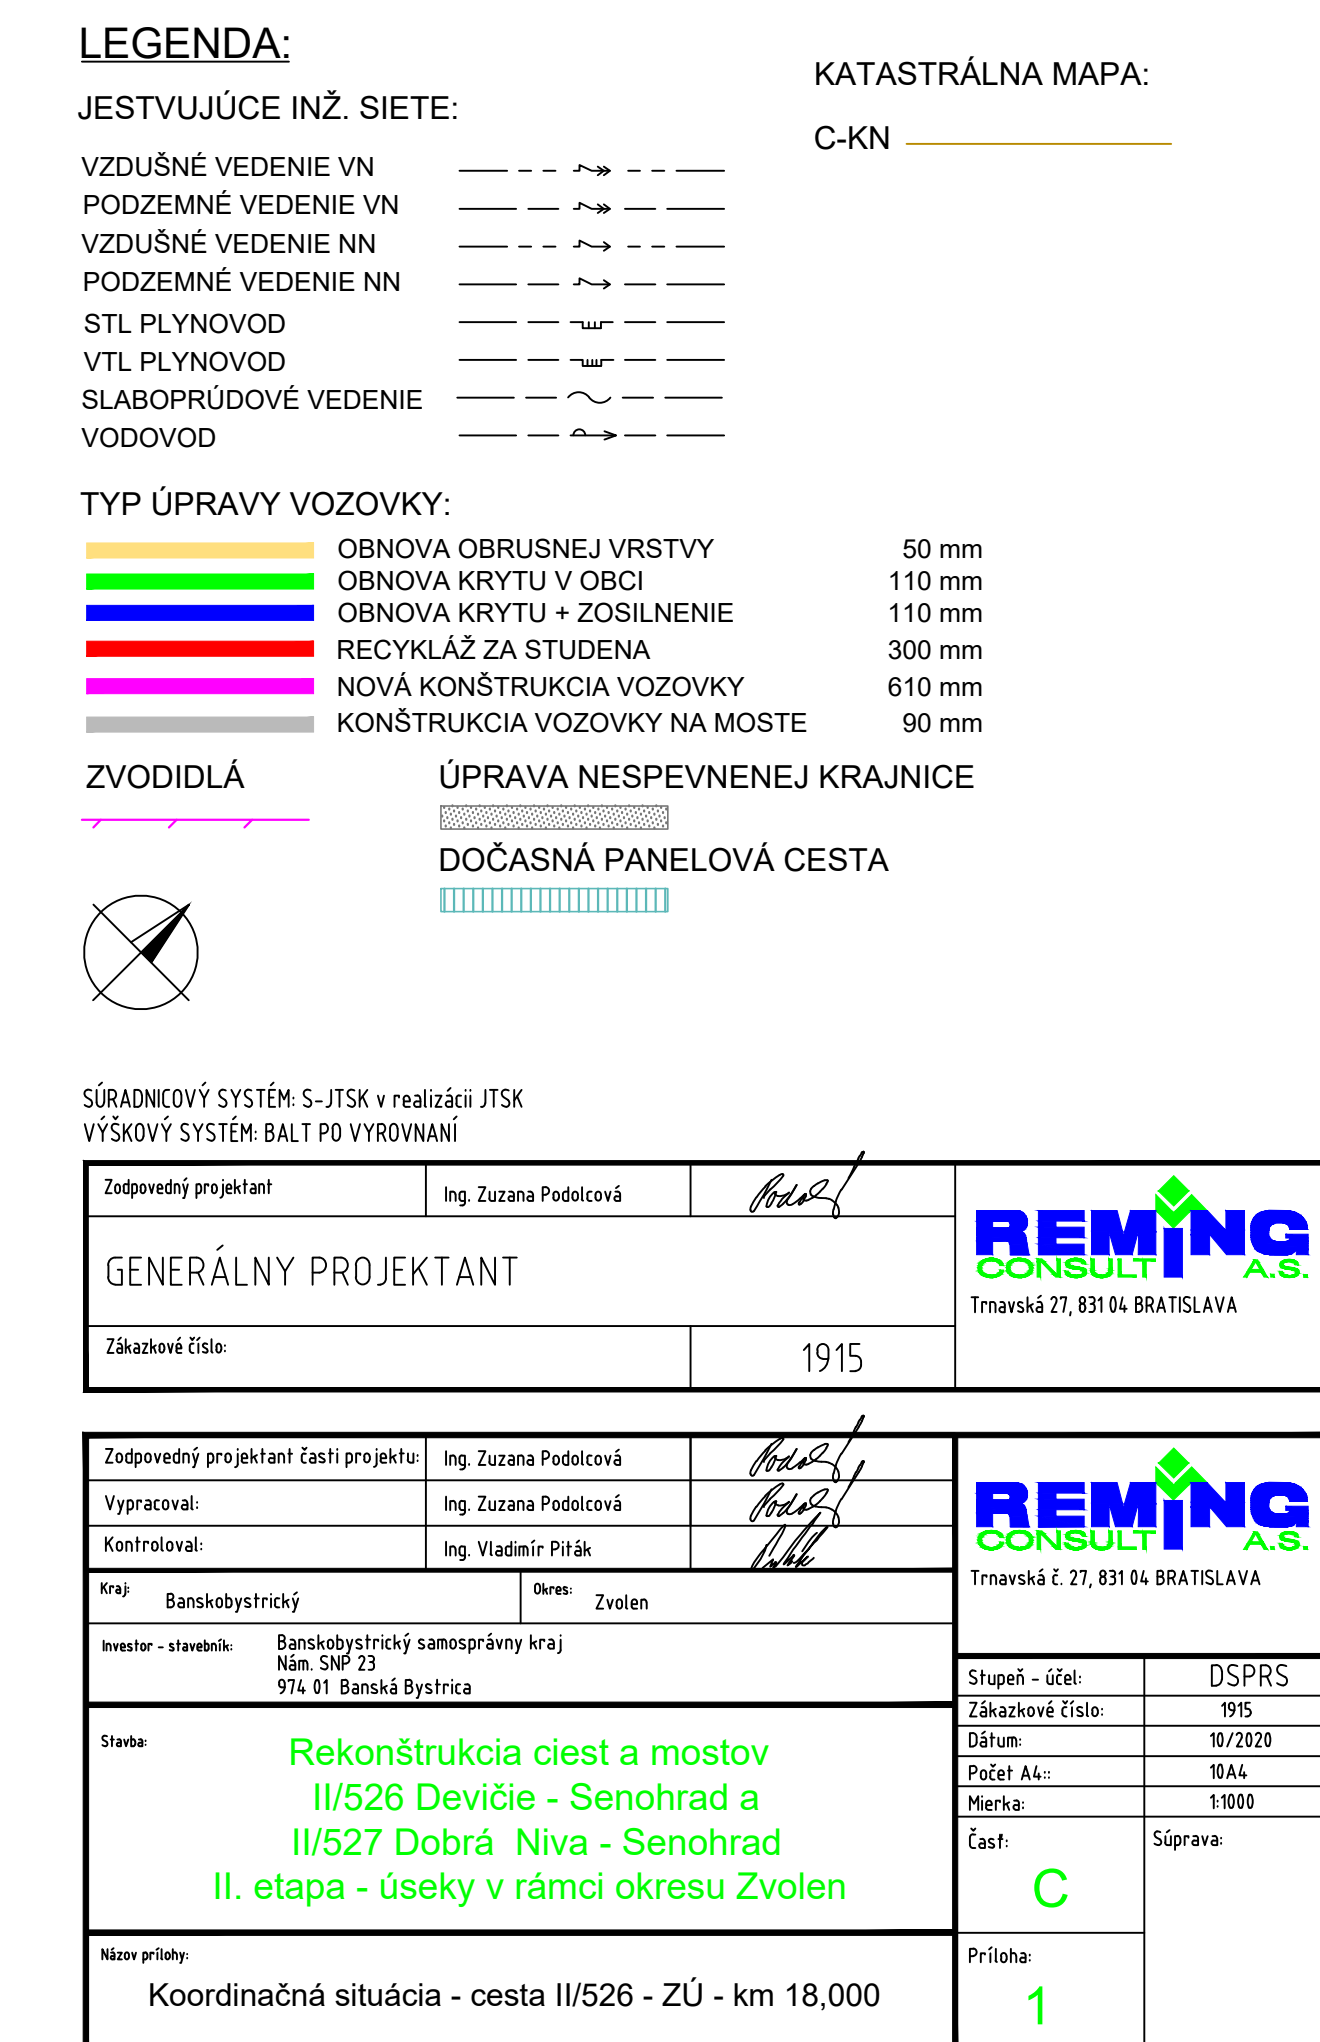 LEGENDA:
JESTVUJÚCE INŽ. SIETE:
VZDUŠNÉ VEDENIE VN
PODZEMNÉ VEDENIE VN
VZDUŠNÉ VEDENIE NN
PODZEMNÉ VEDENIE NN
STL PLYNOVOD
VTL PLYNOVOD
SLABOPRÚDOVÉ VEDENIE
VODOVOD
KATASTRÁLNA MAPA:
C-KN
TYP ÚPRAVY VOZOVKY:
OBNOVA OBRUSNEJ VRSTVY 50 mm
OBNOVA KRYTU V OBCI 110 mm
OBNOVA KRYTU + ZOSILNENIE 110 mm
RECYKLÁŽ ZA STUDENA 300 mm
NOVÁ KONŠTRUKCIA VOZOVKY 610 mm
KONŠTRUKCIA VOZOVKY NA MOSTE 90 mm
ZVODIDLÁ
ÚPRAVA NESPEVNENEJ KRAJNICE
DOČASNÁ PANELOVÁ CESTA
SÚRADNICOVÝ SYSTÉM: S-JTSK v realizácii JTSK
VÝŠKOVÝ SYSTÉM: BALT PO VYROVNANÍ
Zodpovedný projektant Ing. Zuzana Podolcová
GENERÁLNY PROJEKTANT
Zákazkové číslo: 1915
REMING
CONSULT A.S.
Trnavská 27, 831 04 BRATISLAVA
Zodpovedný projektant časti projektu: Ing. Zuzana Podolcová
Vypracoval: Ing. Zuzana Podolcová
Kontroloval: Ing. Vladimír Piták
Kraj: Banskobystrický Okres: Zvolen
Investor - stavebník: Banskobystrický samosprávny kraj
Nám. SNP 23
974 01 Banská Bystrica
REMING
CONSULT A.S.
Trnavská č. 27, 831 04 BRATISLAVA
Stupeň - účel: DSPRS
Zákazkové číslo: 1915
Dátum: 10/2020
Počet A4:: 10A4
Mierka: 1:1000
Stavba:
Rekonštrukcia ciest a mostov
II/526 Devičie - Senohrad a
II/527 Dobrá Niva - Senohrad
II. etapa - úseky v rámci okresu Zvolen
Časť: C
Súprava:
Názov prílohy:
Koordinačná situácia - cesta II/526 - ZÚ - km 18,000
Príloha: 1